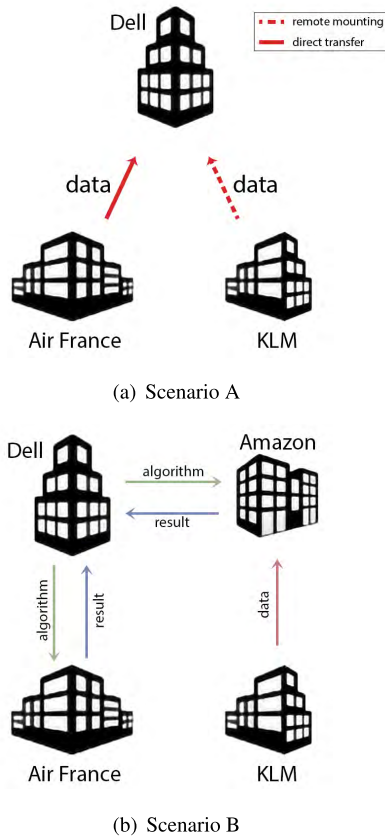 Dell
remote mounting
direct transfer
data
data
Air France
KLM
(a) Scenario A
Dell
Amazon
algorithm
result
algorithm
result
data
Air France
KLM
(b) Scenario B